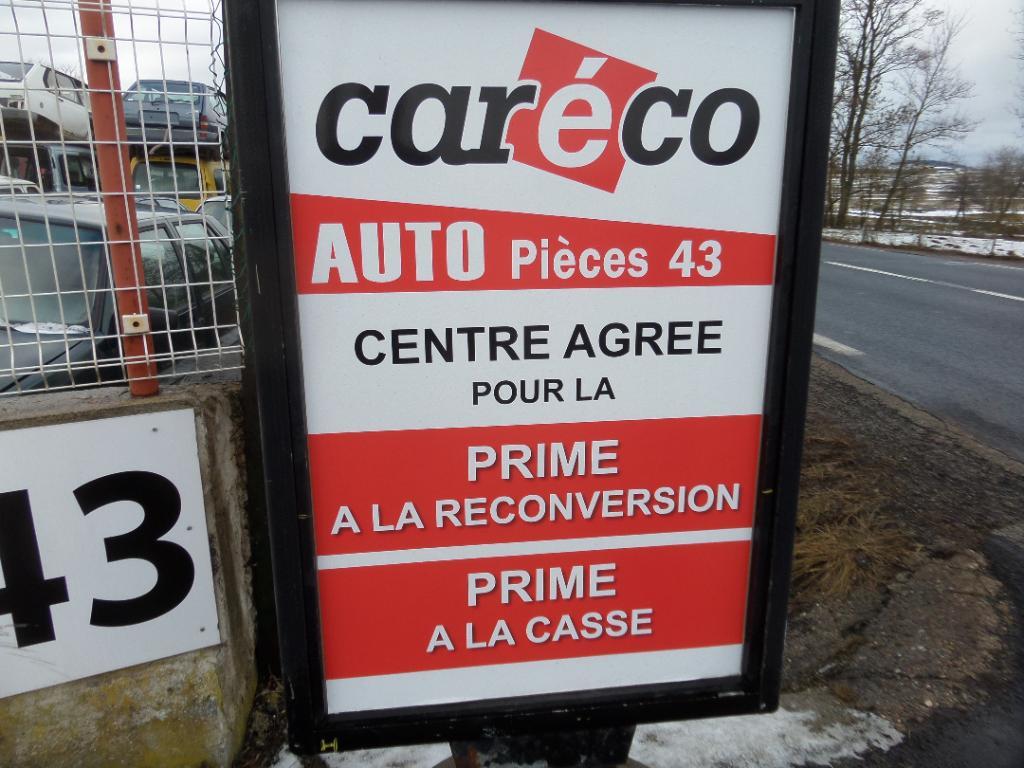 caréco
AUTO Pièces 43
CENTRE AGREE
POUR LA
PRIME
A LA RECONVERSION
PRIME
A LA CASSE
43